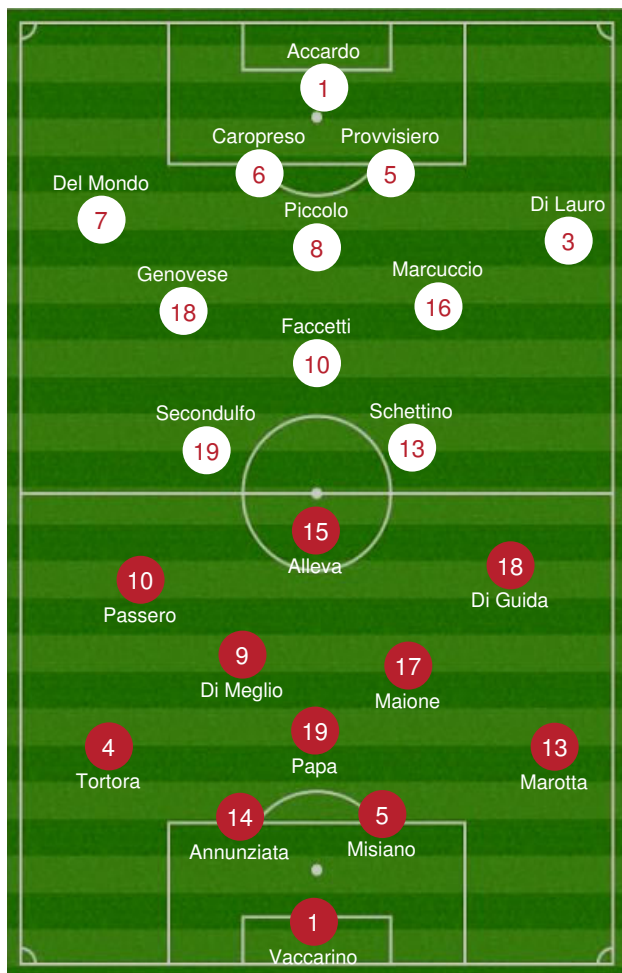 Accardo
1
Caropreso
Provvisiero
6
5
Del Mondo
7
Di Lauro
3
Piccolo
8
Genovese
18
Marcuccio
16
Faccetti
10
Secondulfo
19
Schettino
13
15
Alleva
10
Passero
18
Di Guida
9
Di Meglio
17
Maione
19
Papa
4
Tortora
13
Marotta
14
Annunziata
5
Misiano
1
Vaccarino